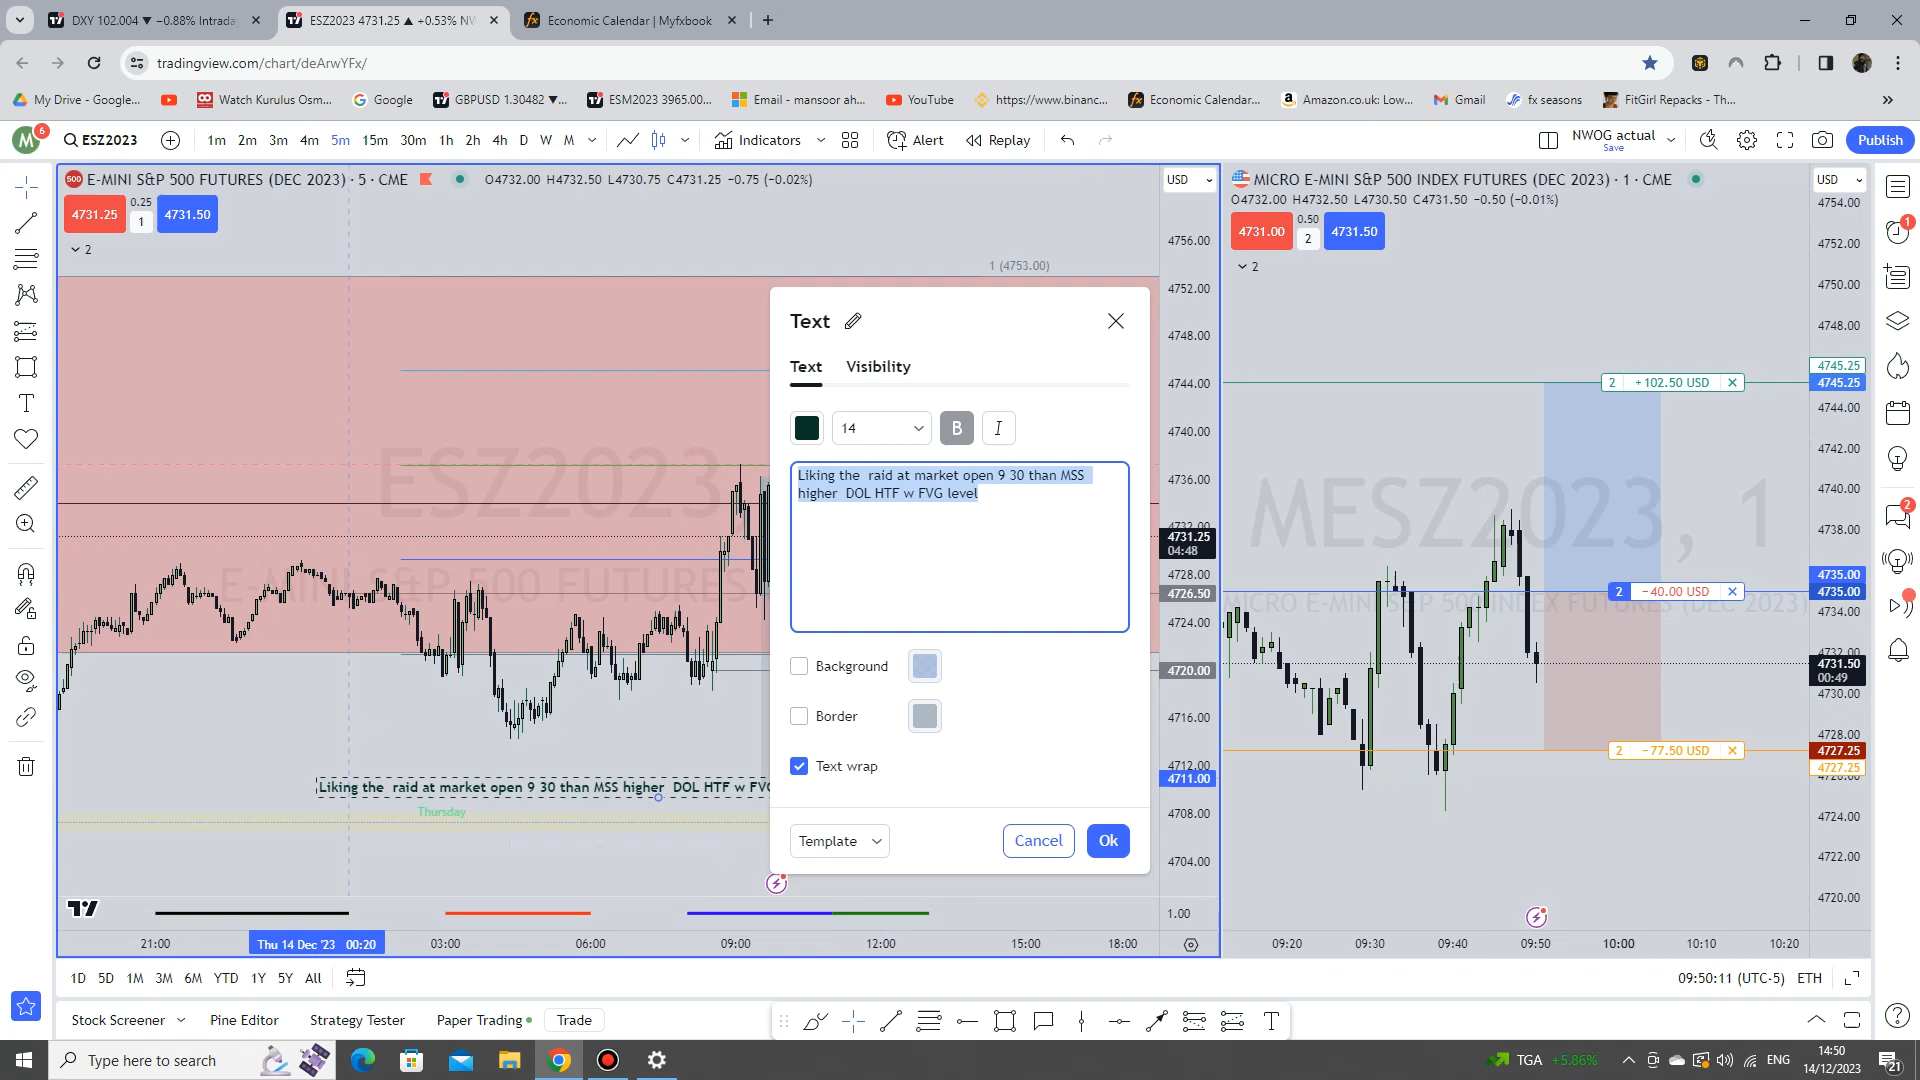 DXY 102.004 ▼ −0.88% Intrada
ESZ2023 4731.25 ▲ +0.53% NW
Economic Calendar | Myfxbook
tradingview.com/chart/deArwYFx/
My Drive - Google...
Watch Kurulus Osm...
Google
GBPUSD 1.30482 ▼...
ESM2023 3965.00...
Email - mansoor ah...
YouTube
https://www.binanc...
Economic Calendar...
Amazon.co.uk: Low...
Gmail
fx seasons
FitGirl Repacks - Th...
M 6
ESZ2023
1m 2m 3m 4m 5m 15m 30m 1h 2h 4h D W M
Indicators
Alert
Replay
NWOG actual
Save
Publish
500 E-MINI S&P 500 FUTURES (DEC 2023) · 5 · CME
O4732.00 H4732.50 L4730.75 C4731.25 −0.75 (−0.02%)
USD
4731.25
0.25
1
4731.50
2
1 (4753.00)
ESZ2023
E-MINI S&P 500 FUTURES
4756.00
4752.00
4748.00
4744.00
4740.00
4736.00
4732.00
4731.25
04:48
4728.00
4726.50
4724.00
4720.00
4716.00
4712.00
4711.00
4708.00
4704.00
1.00
Liking the  raid at market open 9 30 than MSS higher  DOL HTF w FVG
Thursday
21:00
Thu 14 Dec '23 00:20
03:00
06:00
09:00
12:00
15:00
18:00
Text
Text
Visibility
14
B
I
Liking the  raid at market open 9 30 than MSS
higher  DOL HTF w FVG level
Background
Border
Text wrap
Template
Cancel
Ok
MICRO E-MINI S&P 500 INDEX FUTURES (DEC 2023) · 1 · CME
O4732.00 H4732.50 L4730.50 C4731.50 −0.50 (−0.01%)
USD
4731.00
0.50
2
4731.50
2
MESZ2023, 1
MICRO E-MINI S&P 500 INDEX FUTURES (DEC 2023)
2 +102.50 USD
2 −40.00 USD
2 −77.50 USD
4754.00
4752.00
4750.00
4748.00
4745.25
4745.25
4744.00
4742.00
4740.00
4738.00
4735.00
4735.00
4734.00
4732.00
4731.50
00:49
4730.00
4728.00
4727.25
4727.25
4726.00
4724.00
4722.00
4720.00
09:20
09:30
09:40
09:50
10:00
10:10
10:20
1
2
1D 5D 1M 3M 6M YTD 1Y 5Y All
09:50:11 (UTC-5)
ETH
Stock Screener
Pine Editor
Strategy Tester
Paper Trading
Trade
Type here to search
TGA +5.86%
ENG
14:50
14/12/2023
21